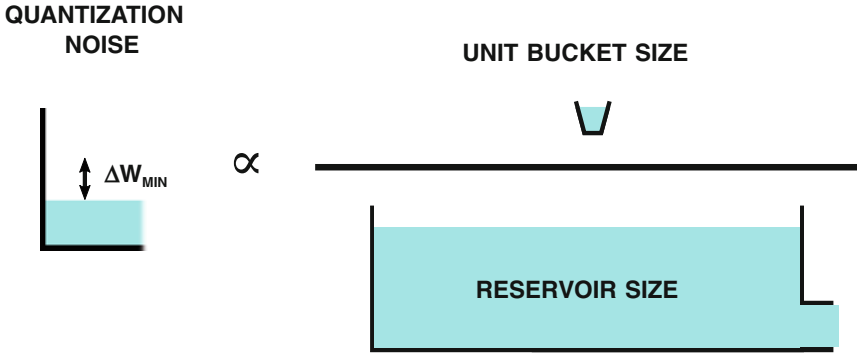 QUANTIZATION
NOISE
UNIT BUCKET SIZE
ΔW_MIN
∝
RESERVOIR SIZE